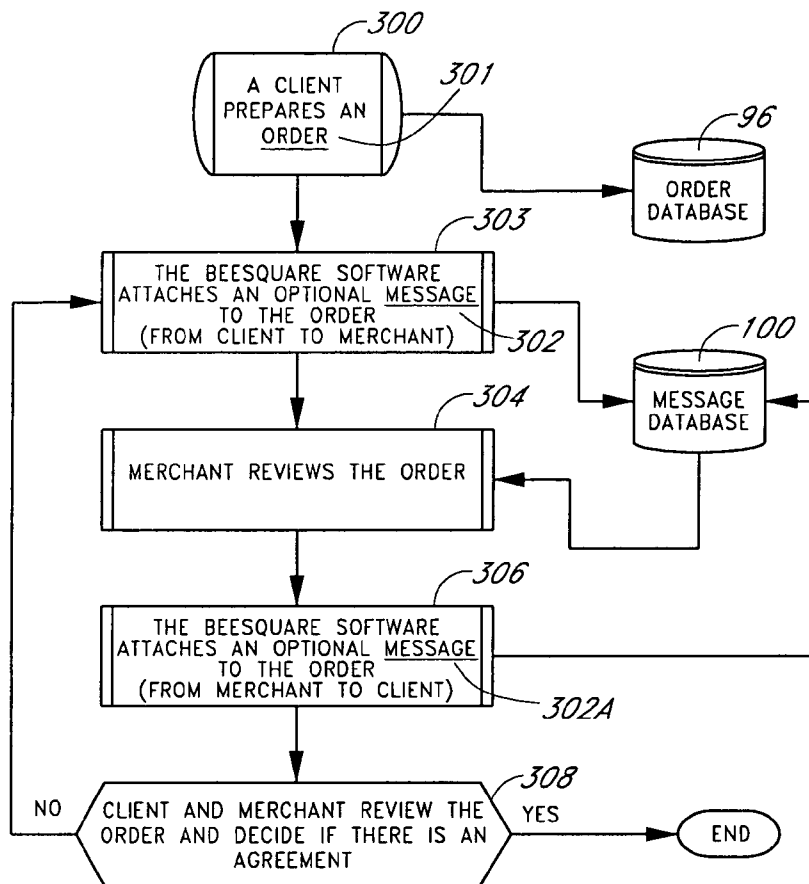 300
A CLIENT
PREPARES AN
ORDER
301
96
ORDER
DATABASE
303
THE BEESQUARE SOFTWARE
ATTACHES AN OPTIONAL MESSAGE
TO THE ORDER
(FROM CLIENT TO MERCHANT)
302
100
MESSAGE
DATABASE
304
MERCHANT REVIEWS THE ORDER
306
THE BEESQUARE SOFTWARE
ATTACHES AN OPTIONAL MESSAGE
TO THE ORDER
(FROM MERCHANT TO CLIENT)
302A
308
NO
CLIENT AND MERCHANT REVIEW THE
ORDER AND DECIDE IF THERE IS AN
AGREEMENT
YES
END